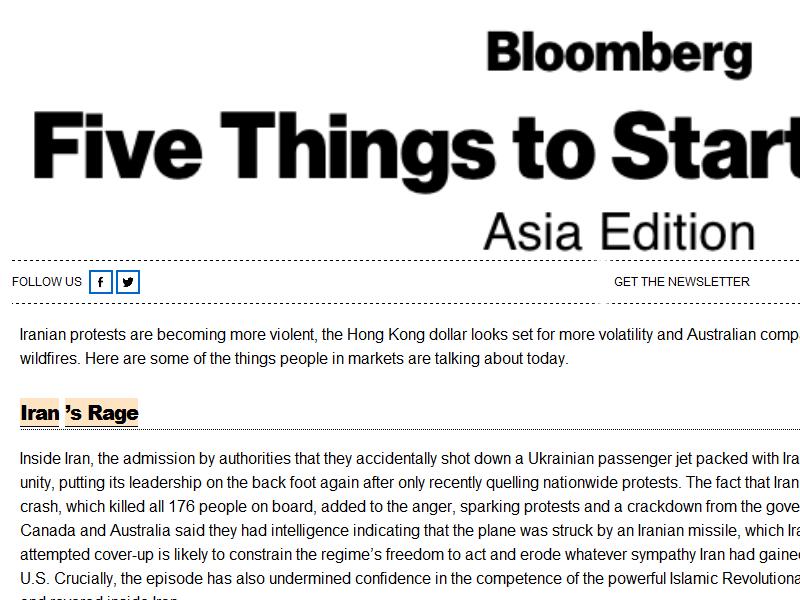 Bloomberg
Five Things to Start
Asia Edition
FOLLOW US
GET THE NEWSLETTER
Iranian protests are becoming more violent, the Hong Kong dollar looks set for more volatility and Australian comp
wildfires. Here are some of the things people in markets are talking about today.
Iran 's Rage
Inside Iran, the admission by authorities that they accidentally shot down a Ukrainian passenger jet packed with Ira
unity, putting its leadership on the back foot again after only recently quelling nationwide protests. The fact that Iran
crash, which killed all 176 people on board, added to the anger, sparking protests and a crackdown from the gove
Canada and Australia said they had intelligence indicating that the plane was struck by an Iranian missile, which Ira
attempted cover-up is likely to constrain the regime's freedom to act and erode whatever sympathy Iran had gaine
U.S. Crucially, the episode has also undermined confidence in the competence of the powerful Islamic Revolutiona